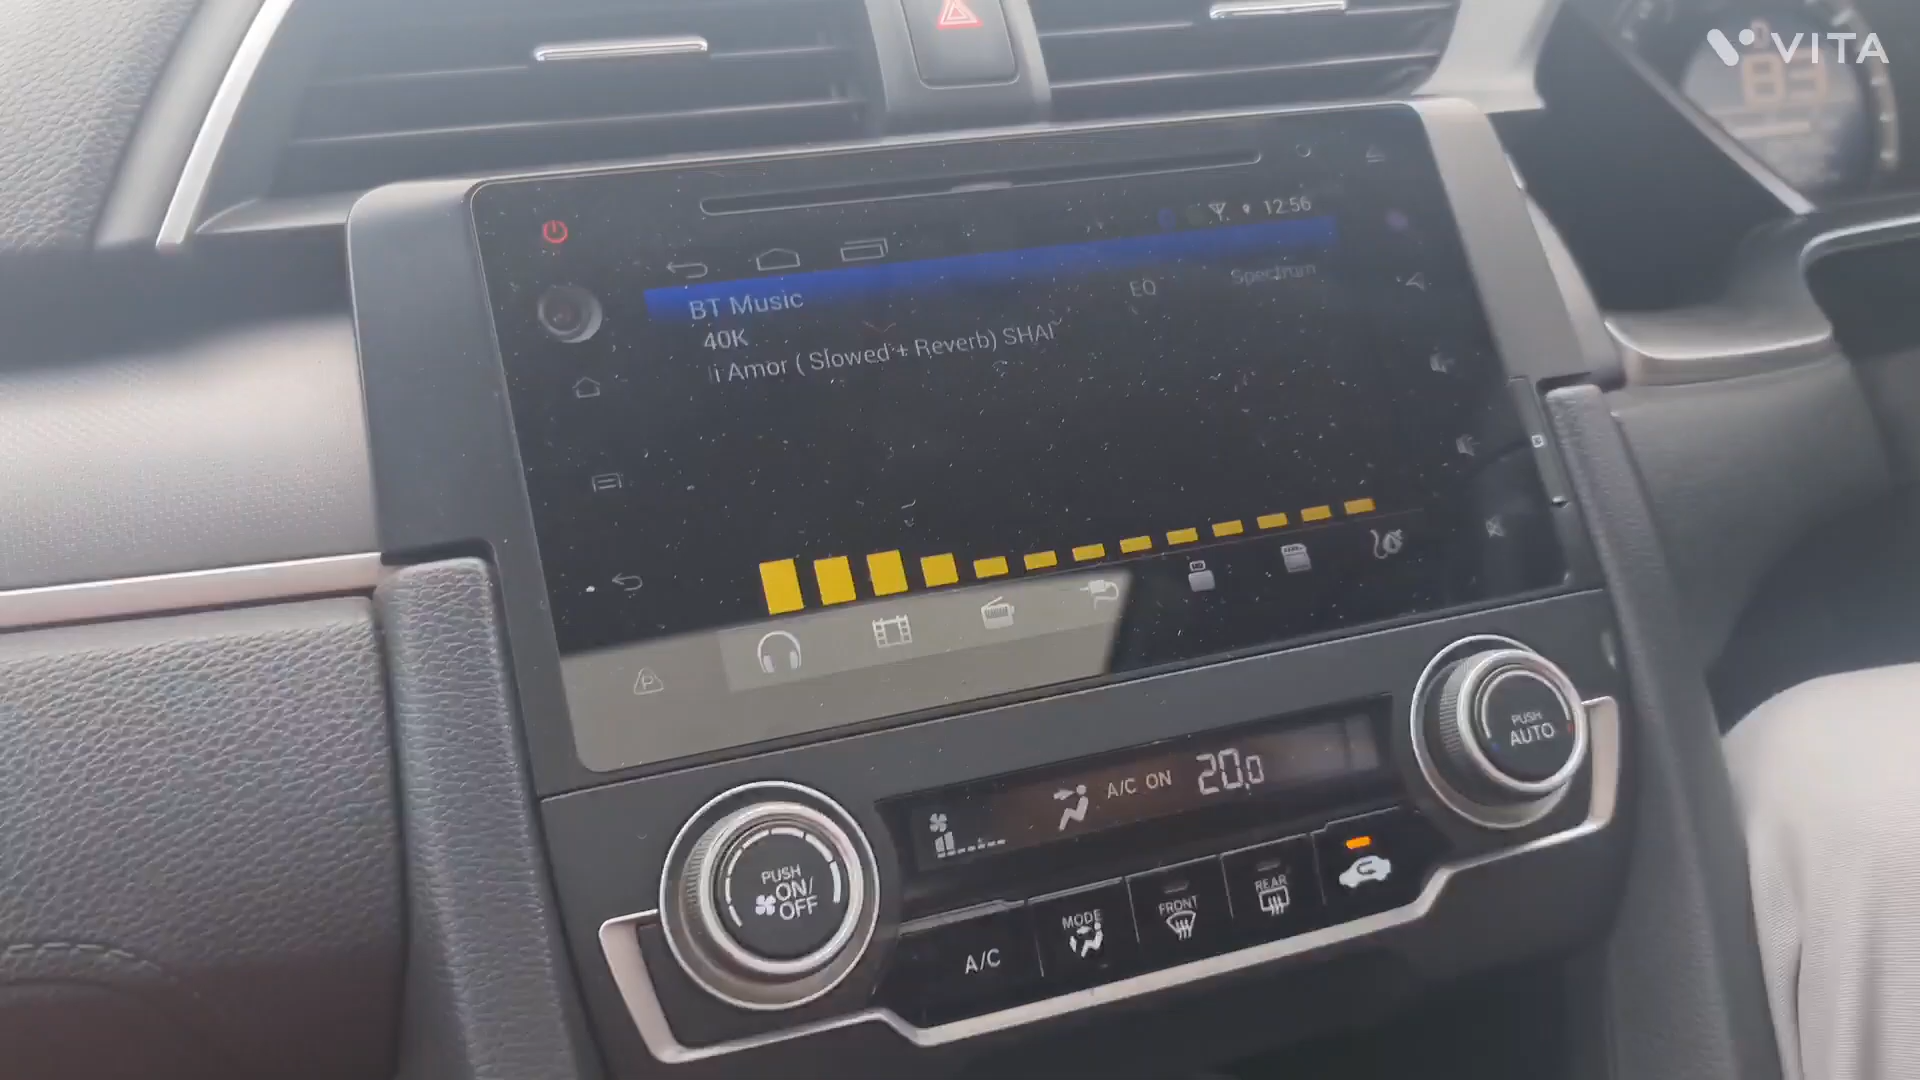 VITA
83
12:56
BT Music
EQ
Spectrum
40K
i Amor ( Slowed + Reverb) SHAI
P
A/C ON
20.0
PUSH
AUTO
PUSH
ON/
OFF
A/C
MODE
FRONT
REAR